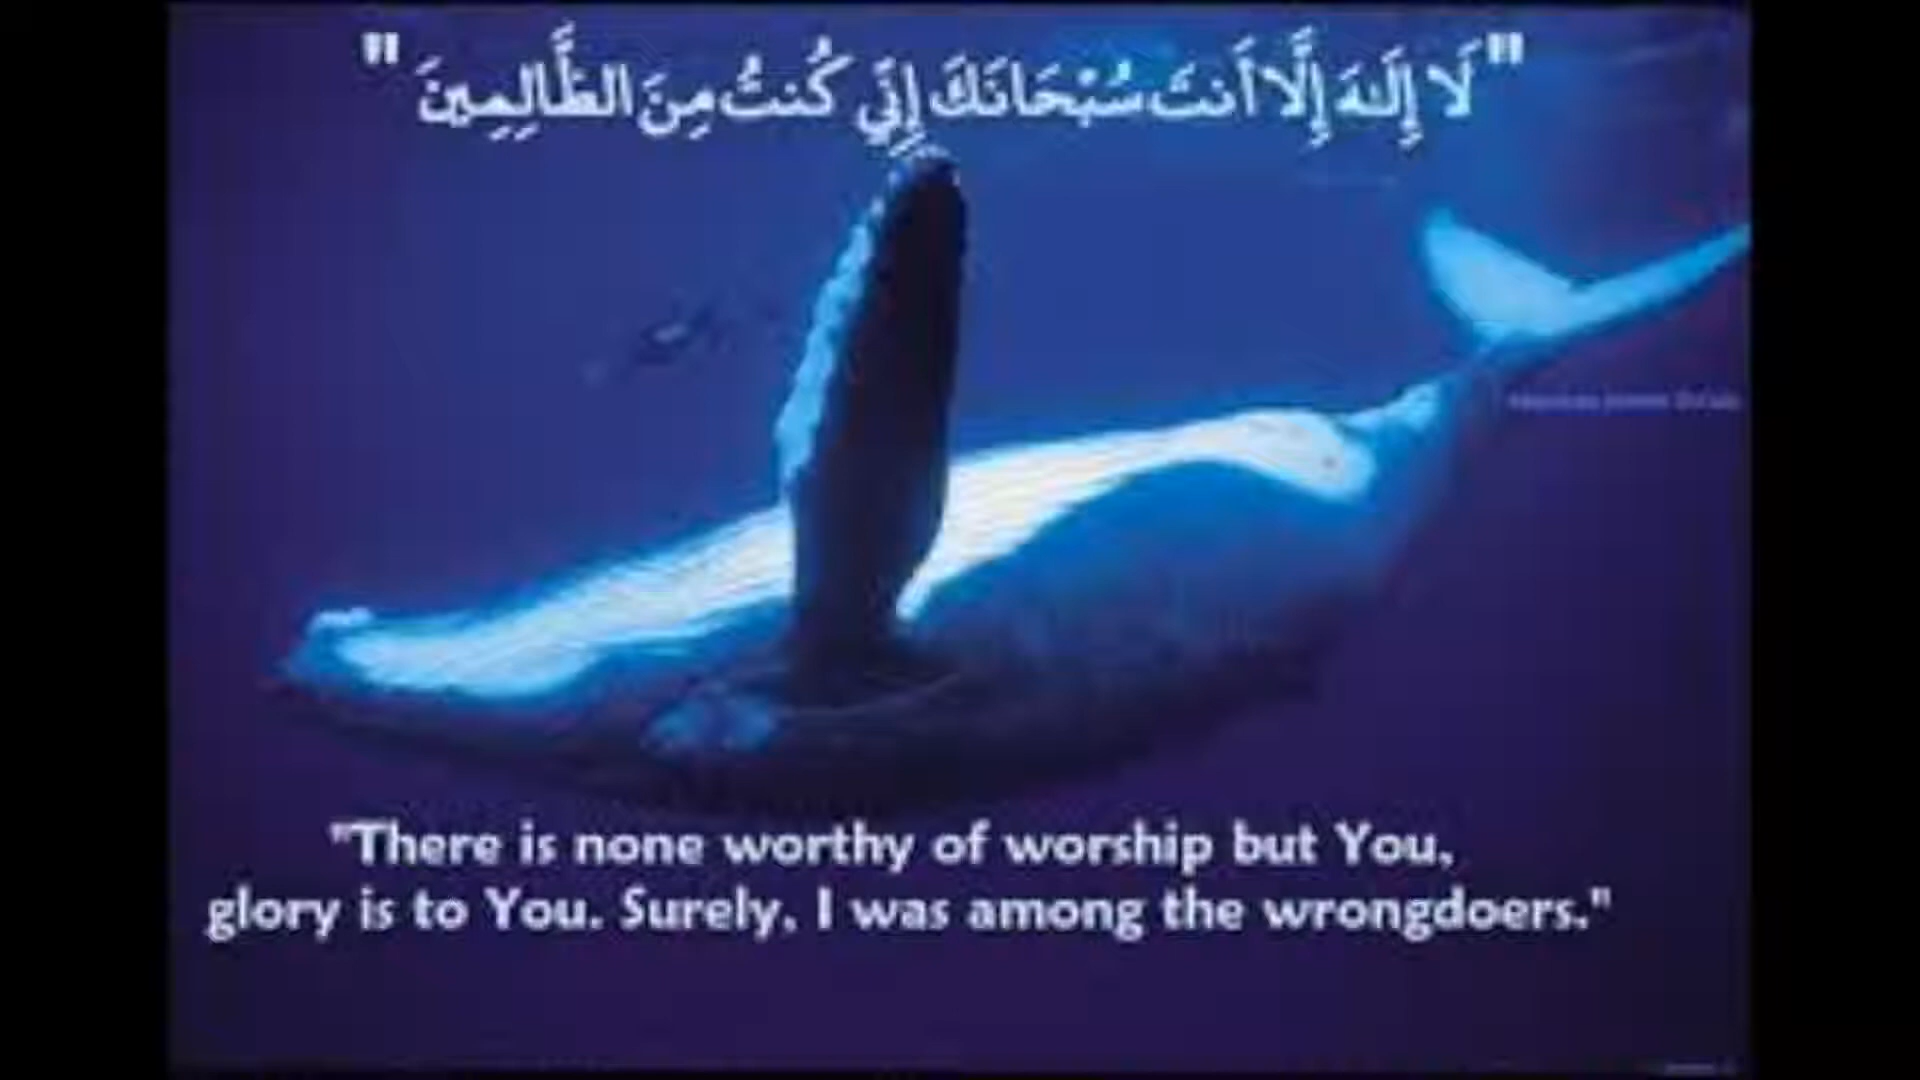 "لَا إِلَٰهَ إِلَّا أَنتَ سُبْحَانَكَ إِنِّي كُنتُ مِنَ الظَّالِمِينَ"
"There is none worthy of worship but You,
glory is to You. Surely, I was among the wrongdoers."